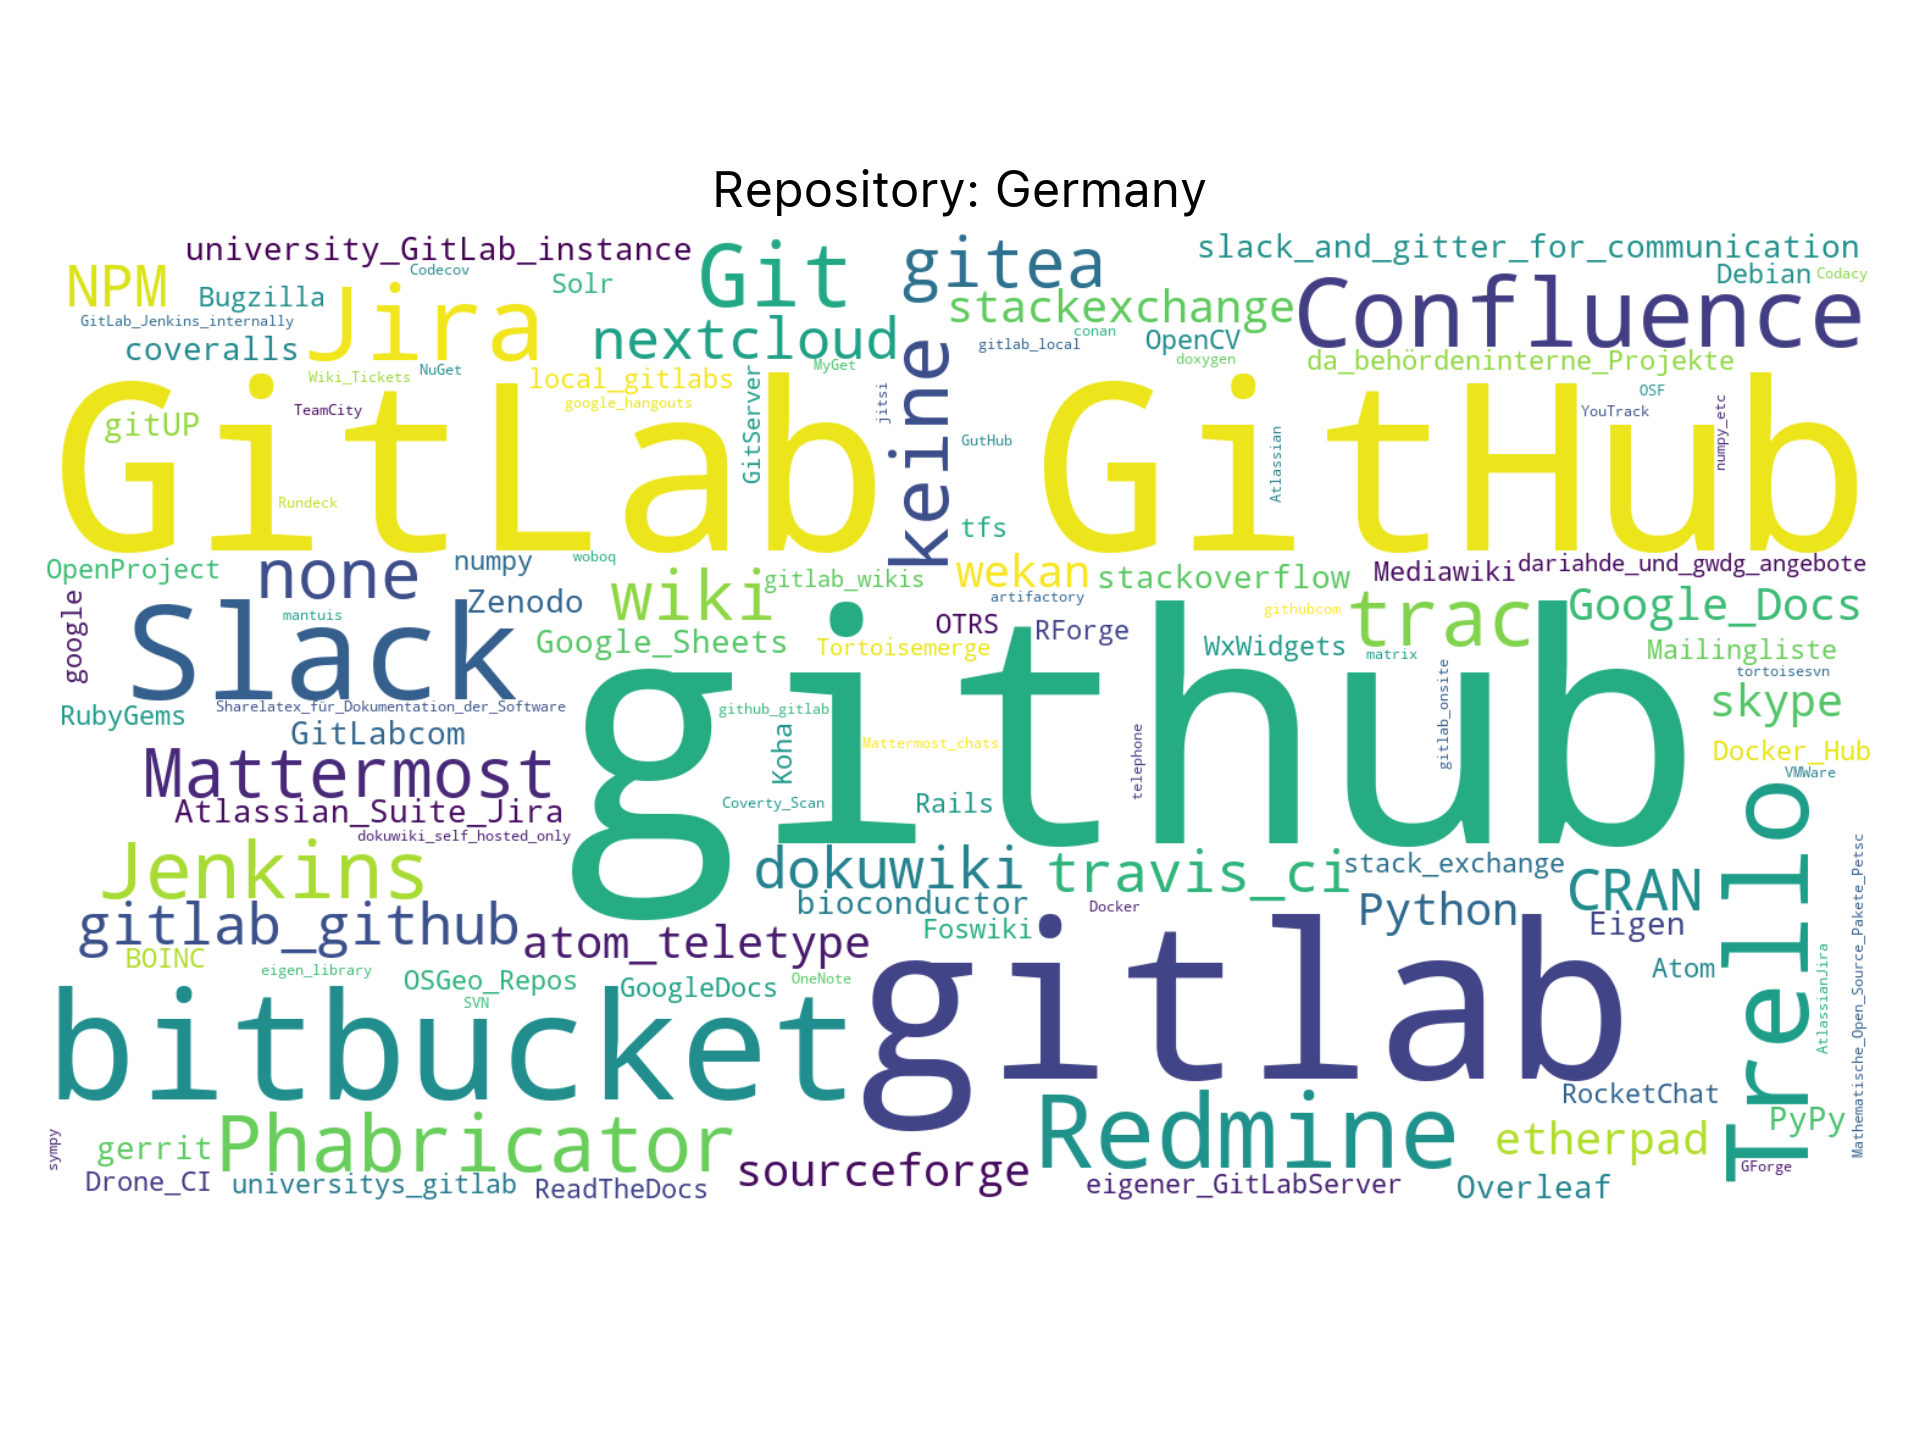 Repository: Germany
university_GitLab_instance
Git
gitea
slack_and_gitter_for_communication
NPM
Codecov
Solr
Debian
Codacy
Bugzilla
Jira
stackexchange
Confluence
GitLab_Jenkins_internally
nextcloud
conan
OpenCV
coveralls
gitlab_local
keine
doxygen
da_behördeninterne_Projekte
Wiki_Tickets
NuGet
local_gitlabs
MyGet
GitServer
jitsi
OSF
TeamCity
google_hangouts
YouTrack
numpy_etc
gitUP
GitLab
GutHub
Atlassian
GitHub
Rundeck
tfs
OpenProject
none
numpy
woboq
wiki
gitlab_wikis
wekan
stackoverflow
Mediawiki
dariahde_und_gwdg_angebote
google
mantuis
Zenodo
artifactory
githubcom
trac
Google_Docs
Slack
Google_Sheets
Tortoisemerge
OTRS
RForge
WxWidgets
matrix
Mailingliste
tortoisesvn
RubyGems
Sharelatex_für_Dokumentation_der_Software
github_gitlab
gitlab_onsite
skype
GitLabcom
Koha
Mattermost_chats
telephone
Docker_Hub
Mattermost
github
VMWare
Atlassian_Suite_Jira
Coverty_Scan
Rails
Trello
dokuwiki_self_hosted_only
Jenkins
dokuwiki
travis_ci
stack_exchange
CRAN
Mathematische_Open_Source_Pakete_Petsc
gitlab_github
bioconductor
Docker
Python
Eigen
atom_teletype
Foswiki
BOINC
eigen_library
OSGeo_Repos
GoogleDocs
OneNote
Atom
AtlassianJira
SVN
bitbucket
gitlab
RocketChat
sympy
gerrit
Phabricator
Redmine
etherpad
PyPy
Drone_CI
universitys_gitlab
ReadTheDocs
sourceforge
eigener_GitLabServer
Overleaf
GForge